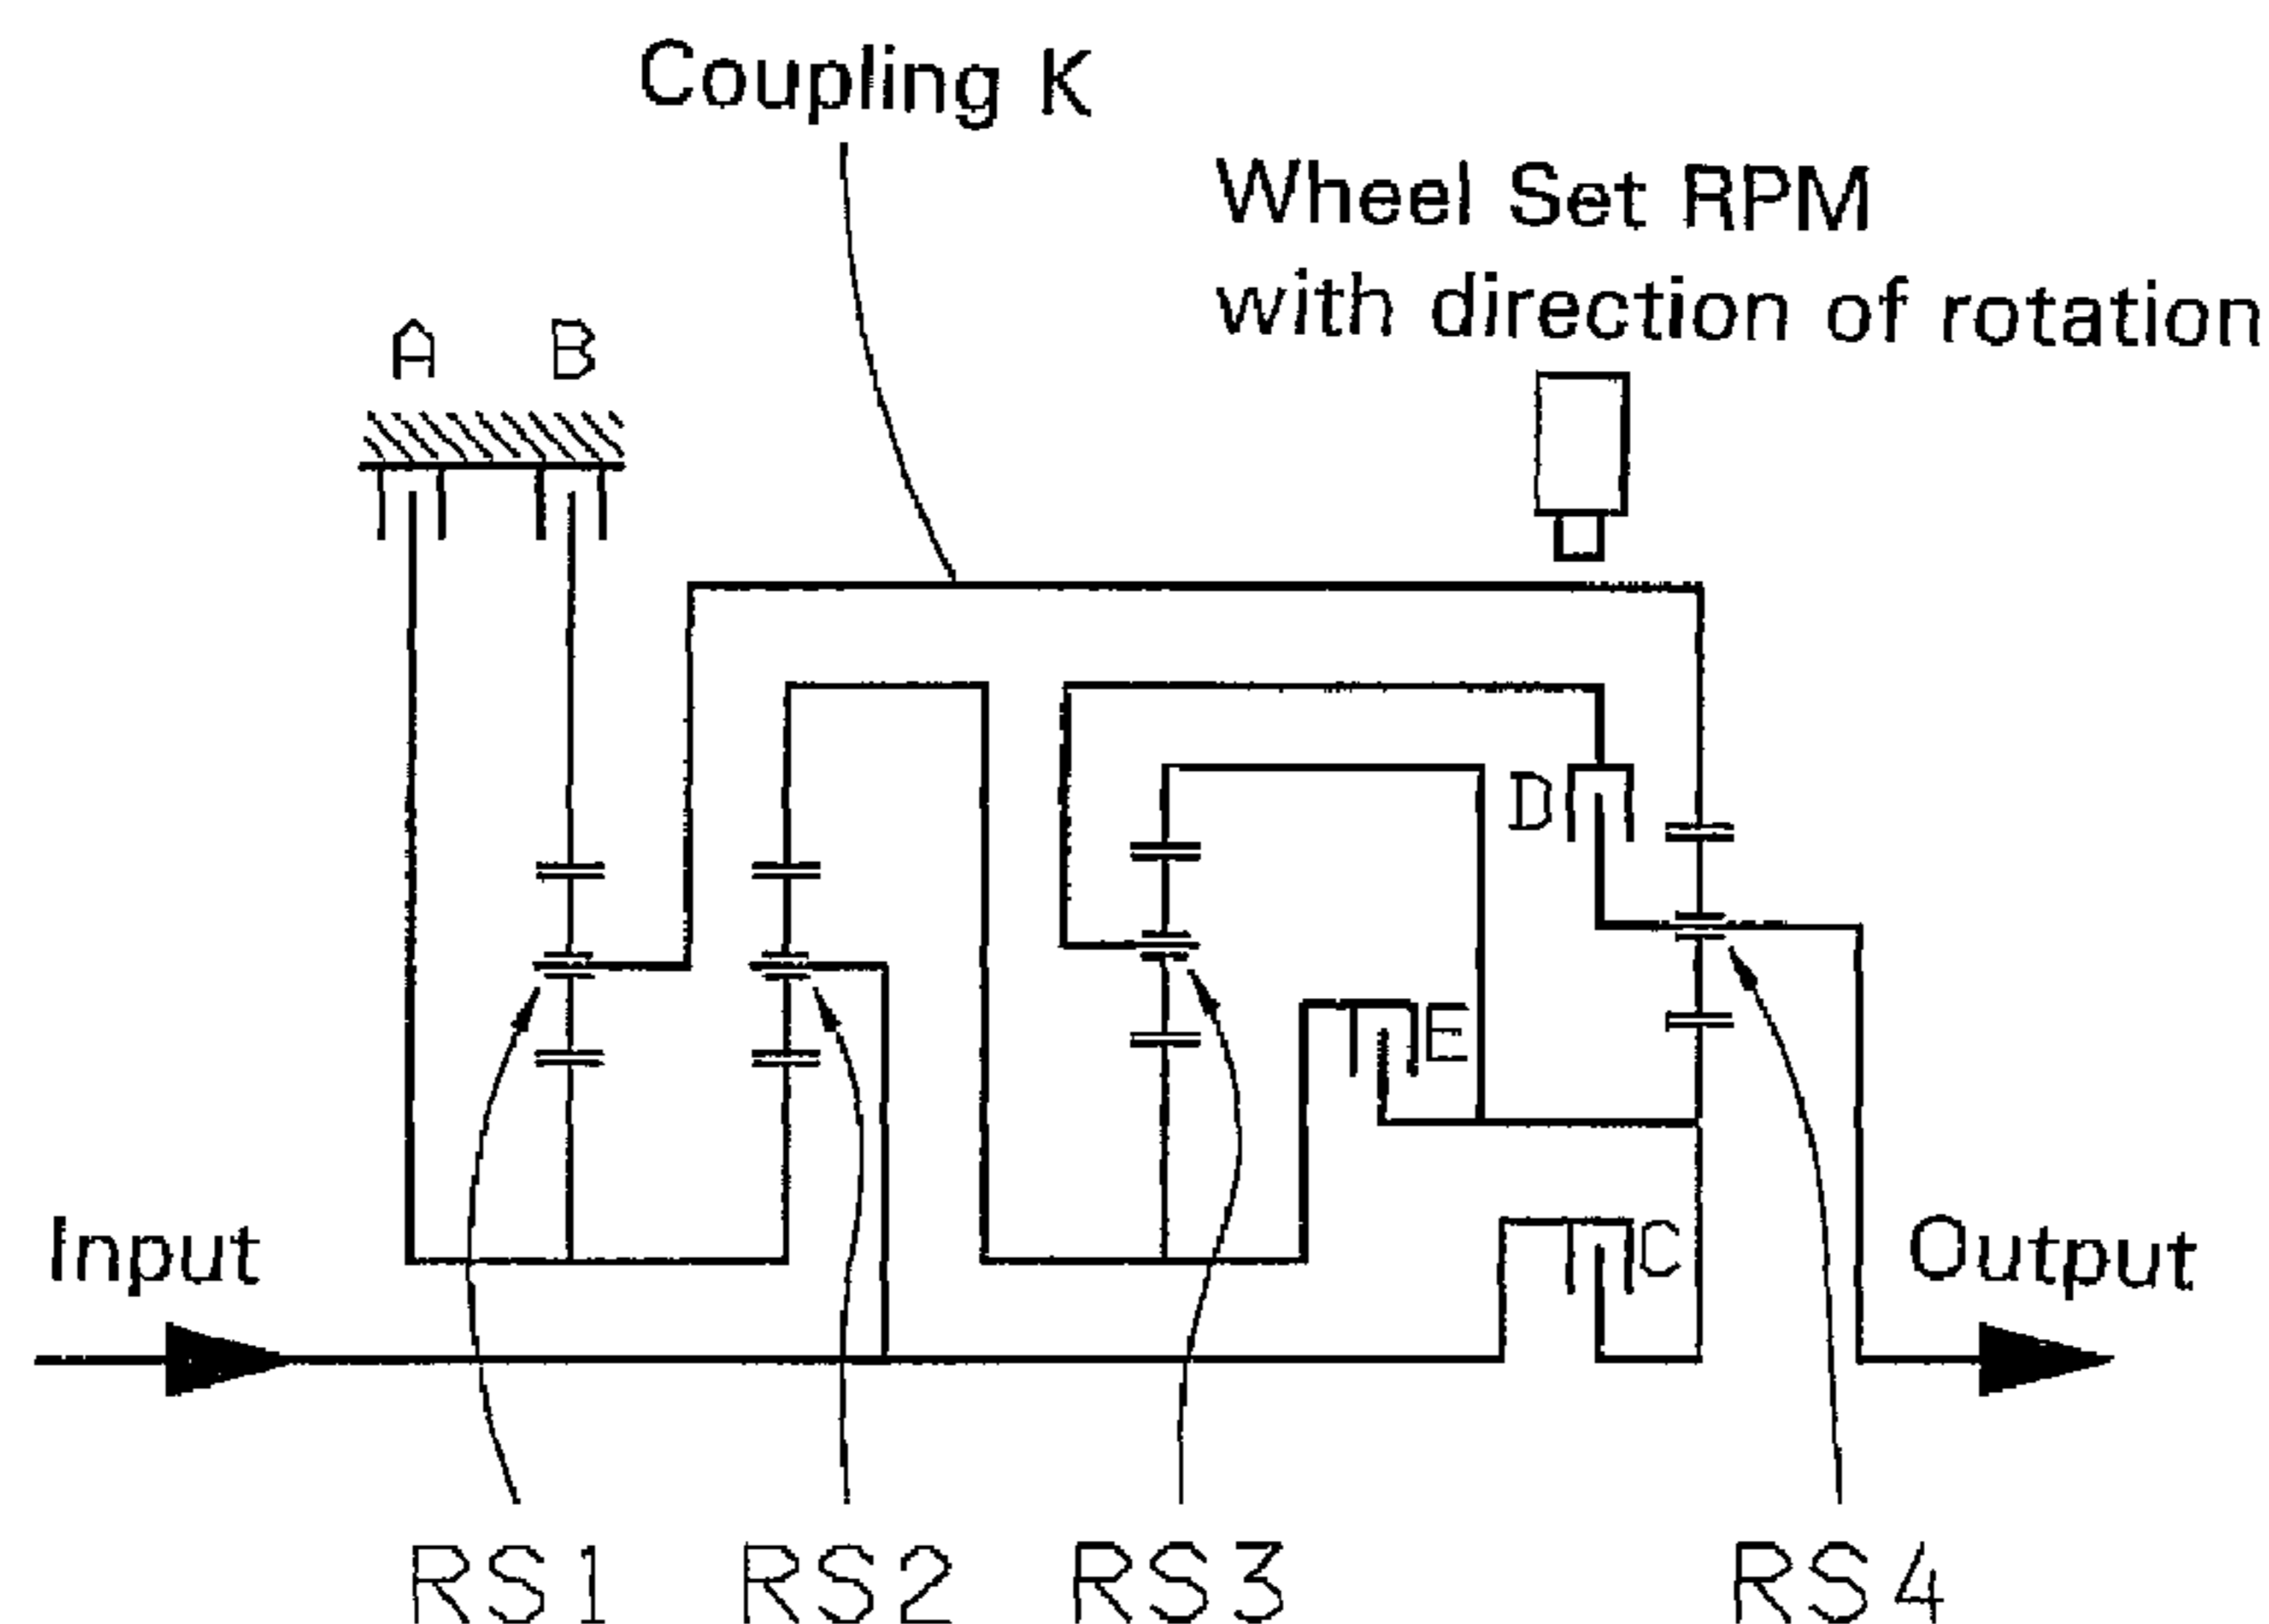 Coupling K
Wheel Set RPM
with direction of rotation
A
B
D
E
C
Input
Output
RS1
RS2
RS3
RS4